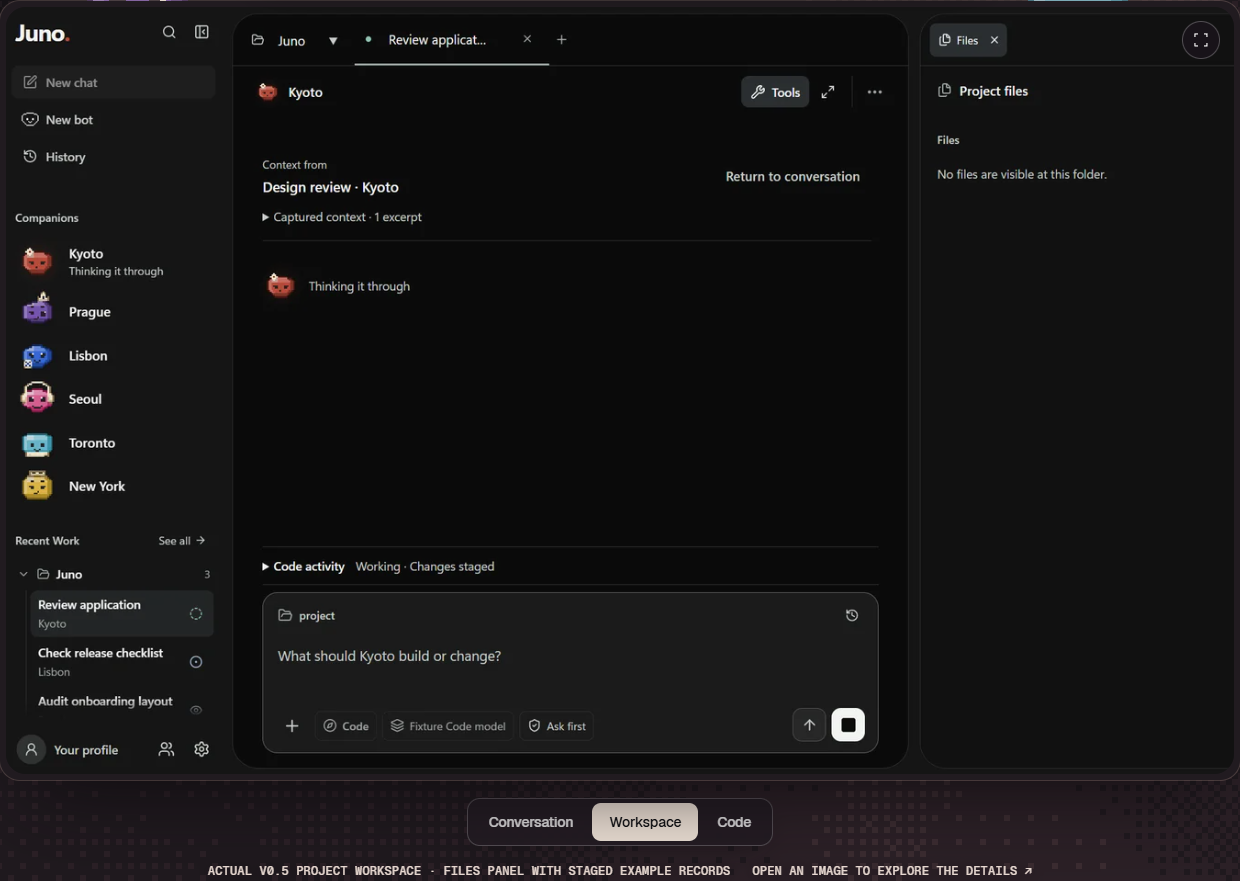 Juno.
New chat
New bot
History
Companions
Kyoto
Thinking it through
Prague
Lisbon
Seoul
Toronto
New York
Recent Work
See all →
Juno 3
Review application
Kyoto
Check release checklist
Lisbon
Audit onboarding layout
Your profile
Juno
Review applicat...
Kyoto
Tools
Context from
Design review · Kyoto
Return to conversation
Captured context · 1 excerpt
Thinking it through
Code activity Working · Changes staged
project
What should Kyoto build or change?
Code
Fixture Code model
Ask first
Files
Project files
Files
No files are visible at this folder.
Conversation
Workspace
Code
ACTUAL V0.5 PROJECT WORKSPACE · FILES PANEL WITH STAGED EXAMPLE RECORDS OPEN AN IMAGE TO EXPLORE THE DETAILS ↗